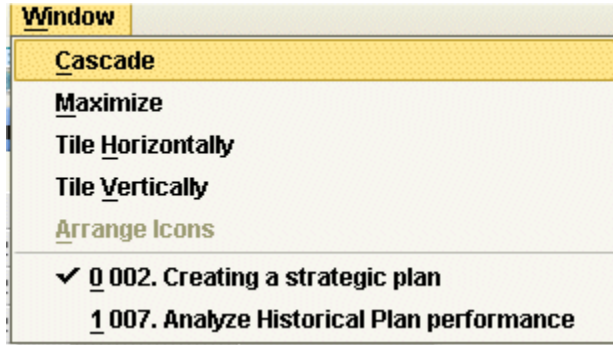 Window
Cascade
Maximize
Tile Horizontally
Tile Vertically
Arrange Icons
✓ 0 002. Creating a strategic plan
1 007. Analyze Historical Plan performance